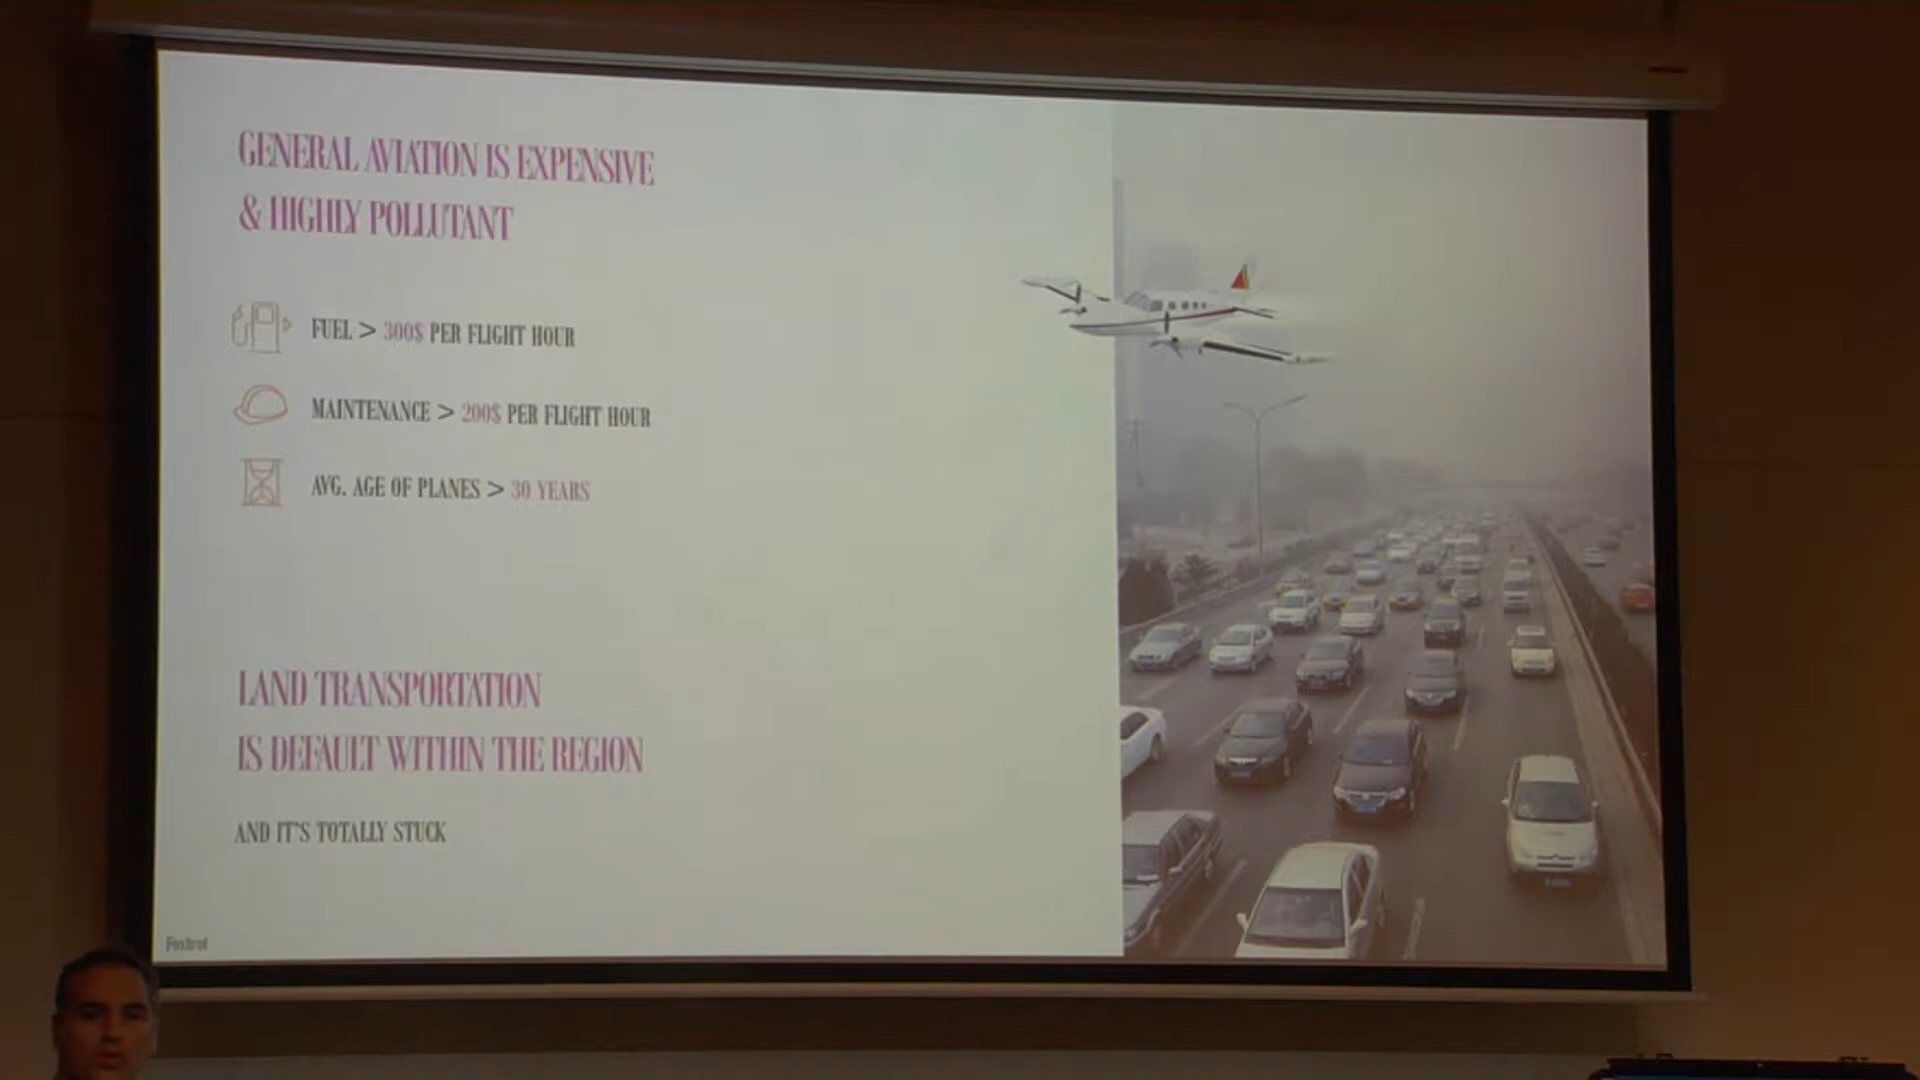 GENERAL AVIATION IS EXPENSIVE
& HIGHLY POLLUTANT
FUEL > 300$ PER FLIGHT HOUR
MAINTENANCE > 200$ PER FLIGHT HOUR
AVG. AGE OF PLANES > 30 YEARS
LAND TRANSPORTATION
IS DEFAULT WITHIN THE REGION
AND IT'S TOTALLY STUCK
Foxtrot